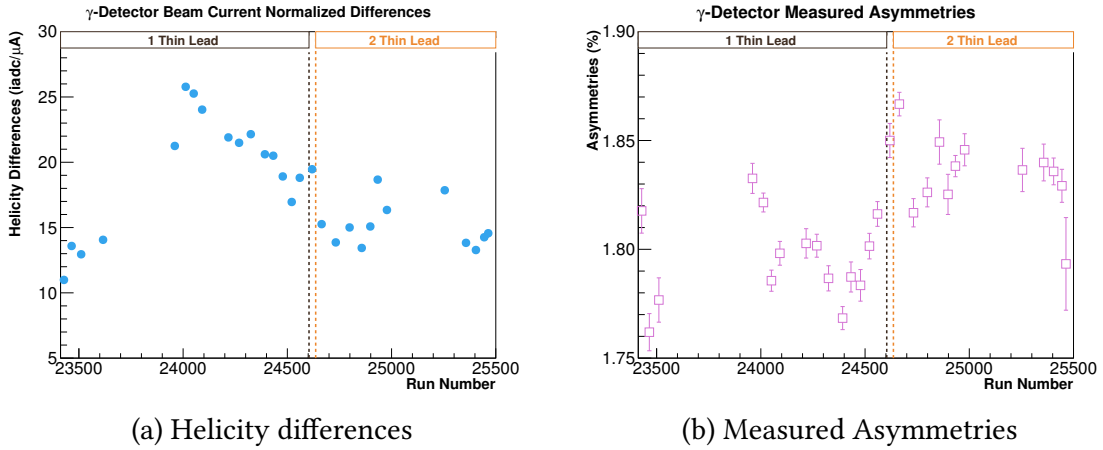 γ-Detector Beam Current Normalized Differences
Helicity Differences (iadc/μA)
30
25
20
15
10
5
1 Thin Lead
2 Thin Lead
23500
24000
24500
25000
25500
Run Number
(a) Helicity differences
γ-Detector Measured Asymmetries
Asymmetries (%)
1.90
1.85
1.80
1.75
1 Thin Lead
2 Thin Lead
23500
24000
24500
25000
25500
Run Number
(b) Measured Asymmetries